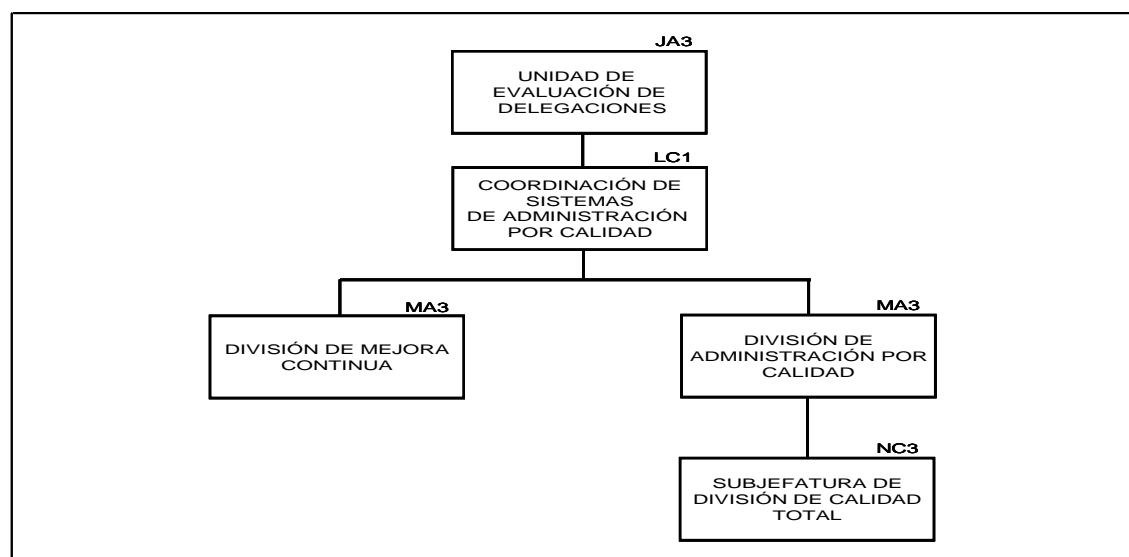 JA3
UNIDAD DE
EVALUACIÓN DE
DELEGACIONES
LC1
COORDINACIÓN DE
SISTEMAS
DE ADMINISTRACIÓN
POR CALIDAD
MA3
DIVISIÓN DE MEJORA
CONTINUA
MA3
DIVISIÓN DE
ADMINISTRACIÓN POR
CALIDAD
NC3
SUBJEFATURA DE
DIVISIÓN DE CALIDAD
TOTAL